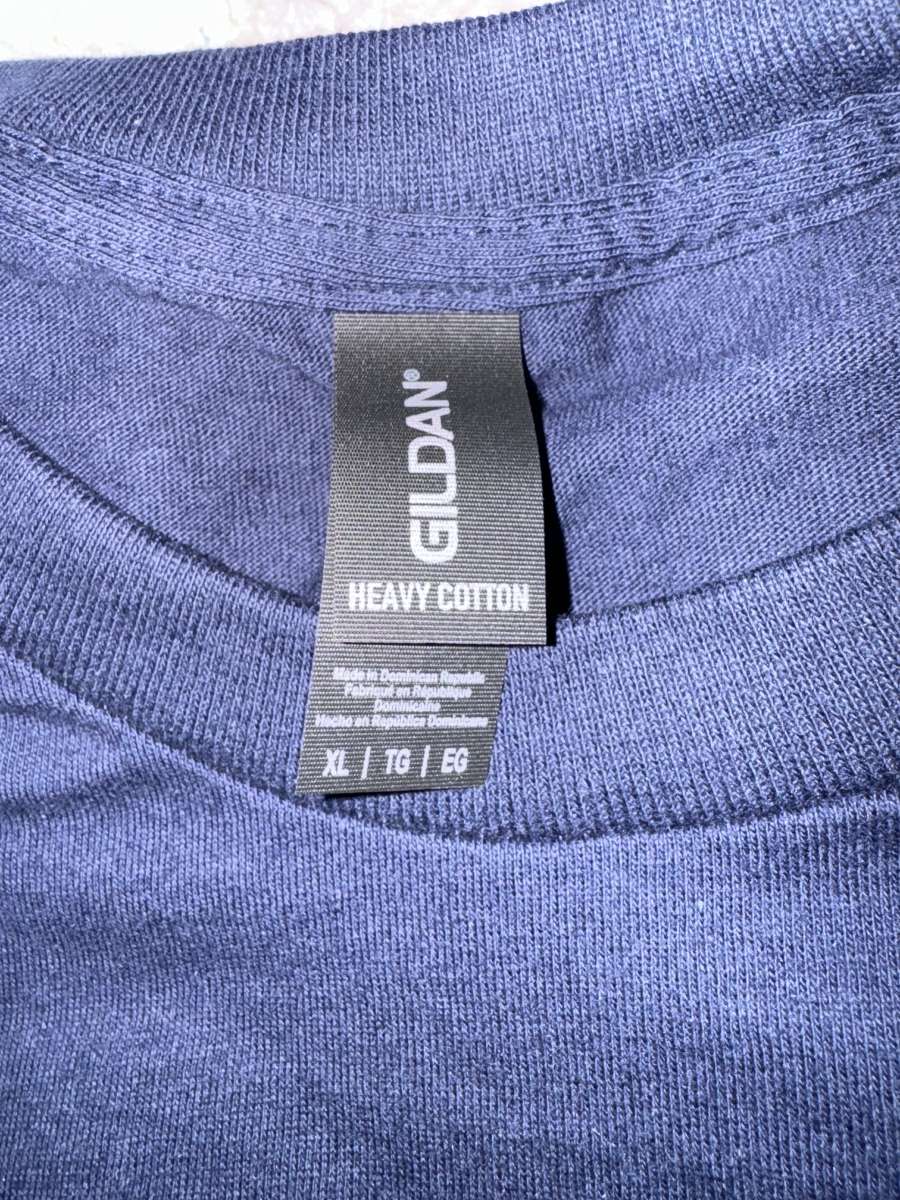 GILDAN®
HEAVY COTTON
Made in Dominican Republic
Fabriqué en République
Dominicaine
Hecho en República Dominicana
XL / TG / EG